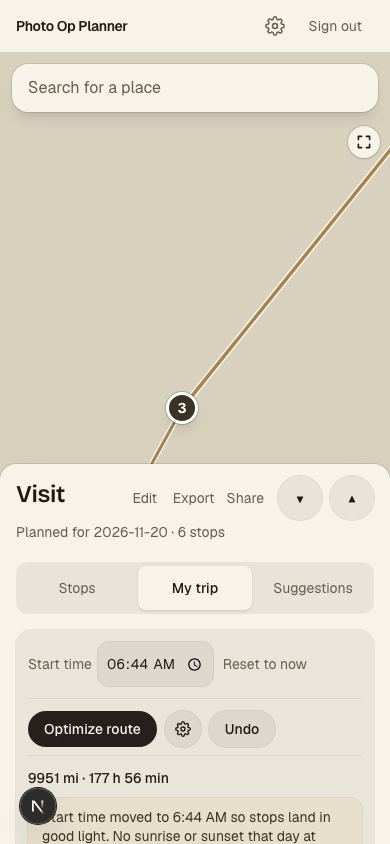 Photo Op Planner
Sign out
Search for a place
3
Visit
Edit
Export
Share
Planned for 2026-11-20 · 6 stops
Stops
My trip
Suggestions
Start time
06:44 AM
Reset to now
Optimize route
Undo
9951 mi · 177 h 56 min
N
time moved to 6:44 AM so stops land in
good light. No sunrise or sunset that day at